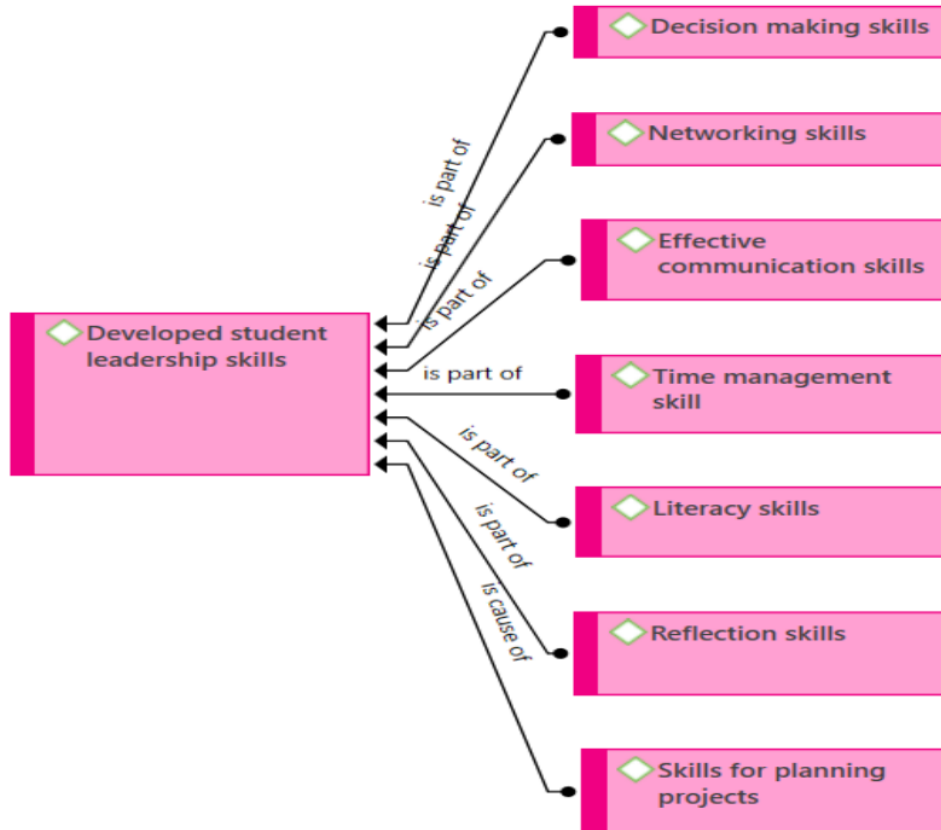 Decision making skills
is part of
Networking skills
is part of
Effective
communication skills
is part of
Developed student
leadership skills
is part of
Time management
skill
is part of
Literacy skills
is part of
Reflection skills
is cause of
Skills for planning
projects